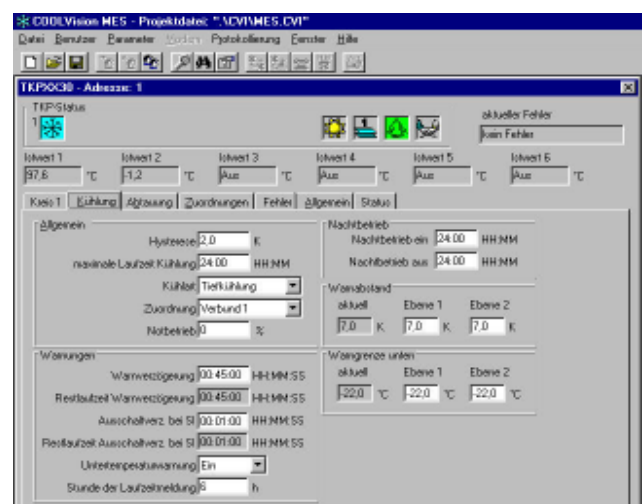 COOLVision MES - Projektdatei: ".\CVI\MES.CVI"
Datei Benutzer Parameter Modem Protokollierung Fenster Hilfe
TKPXC30 - Adresse: 1
TKP-Status
1
aktueller Fehler
kein Fehler
Istwert 1 Istwert 2 Istwert 3 Istwert 4 Istwert 5 Istwert 6
97,6 °C -1,2 °C Aus °C Aus °C Aus °C Aus °C
Kreis 1 Kühlung Abtauung Zuordnungen Fehler Allgemein Status
Allgemein
Hysterese 2,0 K
maximale Laufzeit Kühlung 24:00 HH:MM
Kühlart Tiefkühlung
Zuordnung Verbund 1
Notbetrieb 0 %
Nachtbetrieb
Nachtbetrieb ein 24:00 HH:MM
Nachtbetrieb aus 24:00 HH:MM
Warnabstand
aktuell Ebene 1 Ebene 2
7,0 K 7,0 K 7,0 K
Warnungen
Warnverzögerung 00:45:00 HH:MM:SS
Restlaufzeit Warnverzögerung 00:45:00 HH:MM:SS
Ausschaltverz. bei SI 00:01:00 HH:MM:SS
Restlaufzeit Ausschaltverz. bei SI 00:01:00 HH:MM:SS
Untertemperaturwarnung Ein
Stunde der Laufzeitmeldung 6 h
Warngrenze unten
aktuell Ebene 1 Ebene 2
-22,0 °C -22,0 °C -22,0 °C